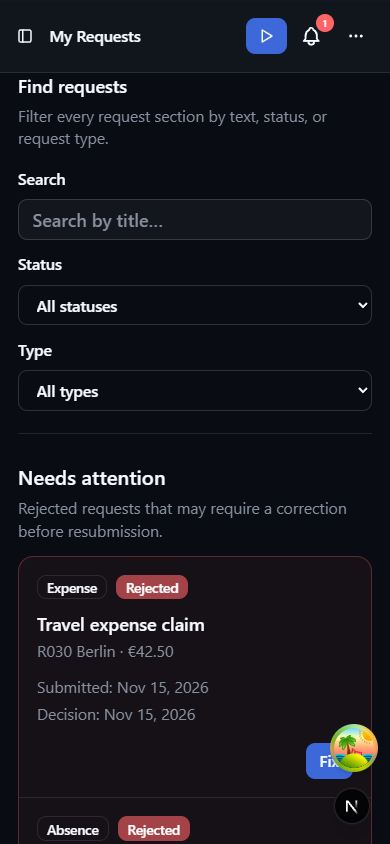 My Requests
1
Find requests
Filter every request section by text, status, or
request type.
Search
Search by title...
Status
All statuses
Type
All types
Needs attention
Rejected requests that may require a correction
before resubmission.
Expense Rejected
Travel expense claim
R030 Berlin · €42.50
Submitted: Nov 15, 2026
Decision: Nov 15, 2026
N
Absence Rejected